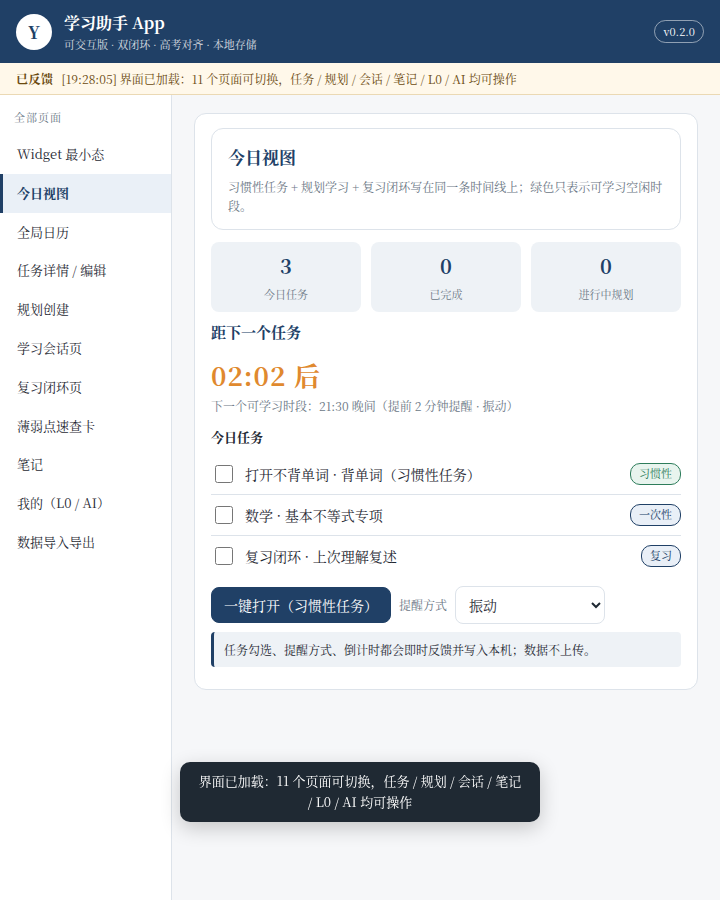 Y
学习助手 App
可交互版 · 双闭环 · 高考对齐 · 本地存储
v0.2.0
已反馈 [19:28:05] 界面已加载：11 个页面可切换，任务 / 规划 / 会话 / 笔记 / L0 / AI 均可操作
全部页面
Widget 最小态
今日视图
全局日历
任务详情 / 编辑
规划创建
学习会话页
复习闭环页
薄弱点速查卡
笔记
我的（L0 / AI）
数据导入导出
今日视图
习惯性任务 + 规划学习 + 复习闭环写在同一条时间线上；绿色只表示可学习空闲时
段。
3
今日任务
0
已完成
0
进行中规划
距下一个任务
02:02 后
下一个可学习时段：21:30 晚间（提前 2 分钟提醒 · 振动）
今日任务
打开不背单词 · 背单词（习惯性任务）
习惯性
数学 · 基本不等式专项
一次性
复习闭环 · 上次理解复述
复习
一键打开（习惯性任务）
提醒方式
振动
任务勾选、提醒方式、倒计时都会即时反馈并写入本机；数据不上传。
界面已加载：11 个页面可切换，任务 / 规划 / 会话 / 笔记
/ L0 / AI 均可操作